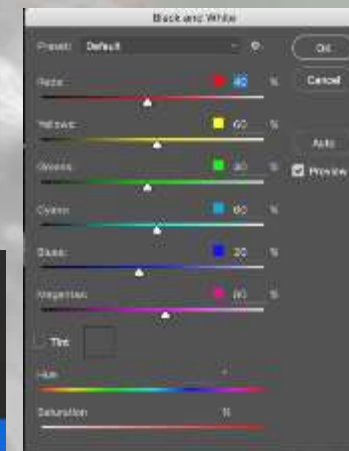 Black and White
Preset: Default
OK
Reds: 40 %
Cancel
Yellows: 60 %
Auto
Greens: 40 %
Preview
Cyans: 60 %
Blues: 20 %
Magentas: 80 %
Tint
Hue °
Saturation %